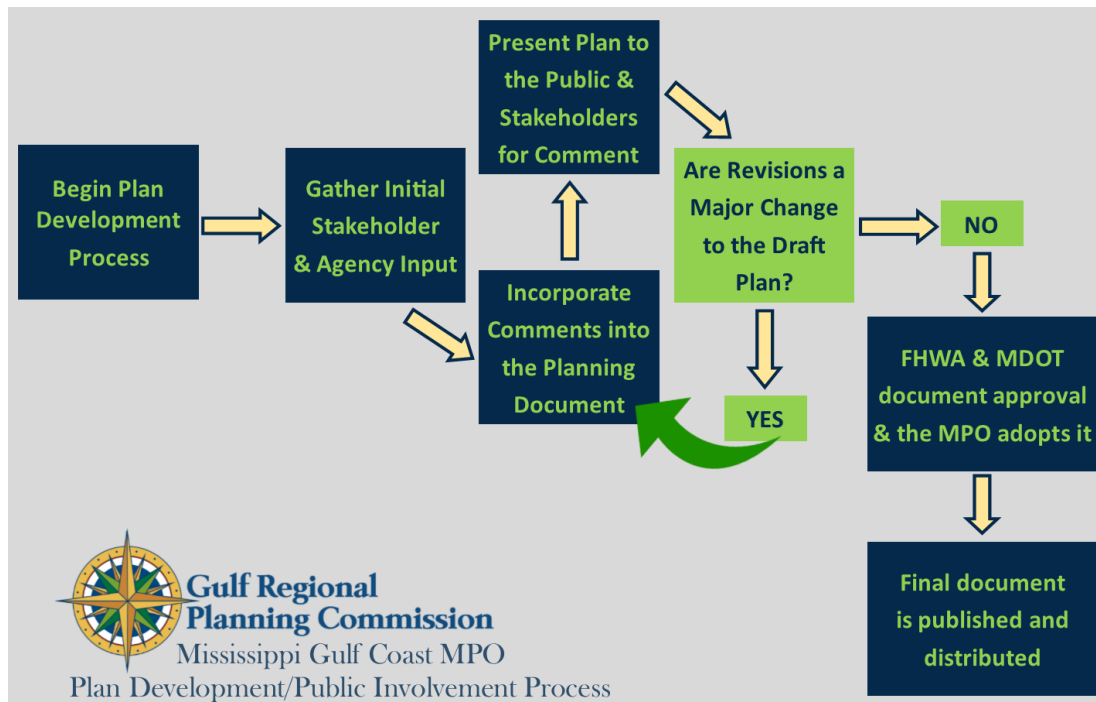 Begin Plan
Development
Process
Gather Initial
Stakeholder
& Agency Input
Incorporate
Comments into
the Planning
Document
Present Plan to
the Public &
Stakeholders
for Comment
Are Revisions a
Major Change
to the Draft
Plan?
YES
NO
FHWA & MDOT
document approval
& the MPO adopts it
Final document
is published and
distributed
Gulf Regional
Planning Commission
Mississippi Gulf Coast MPO
Plan Development/Public Involvement Process